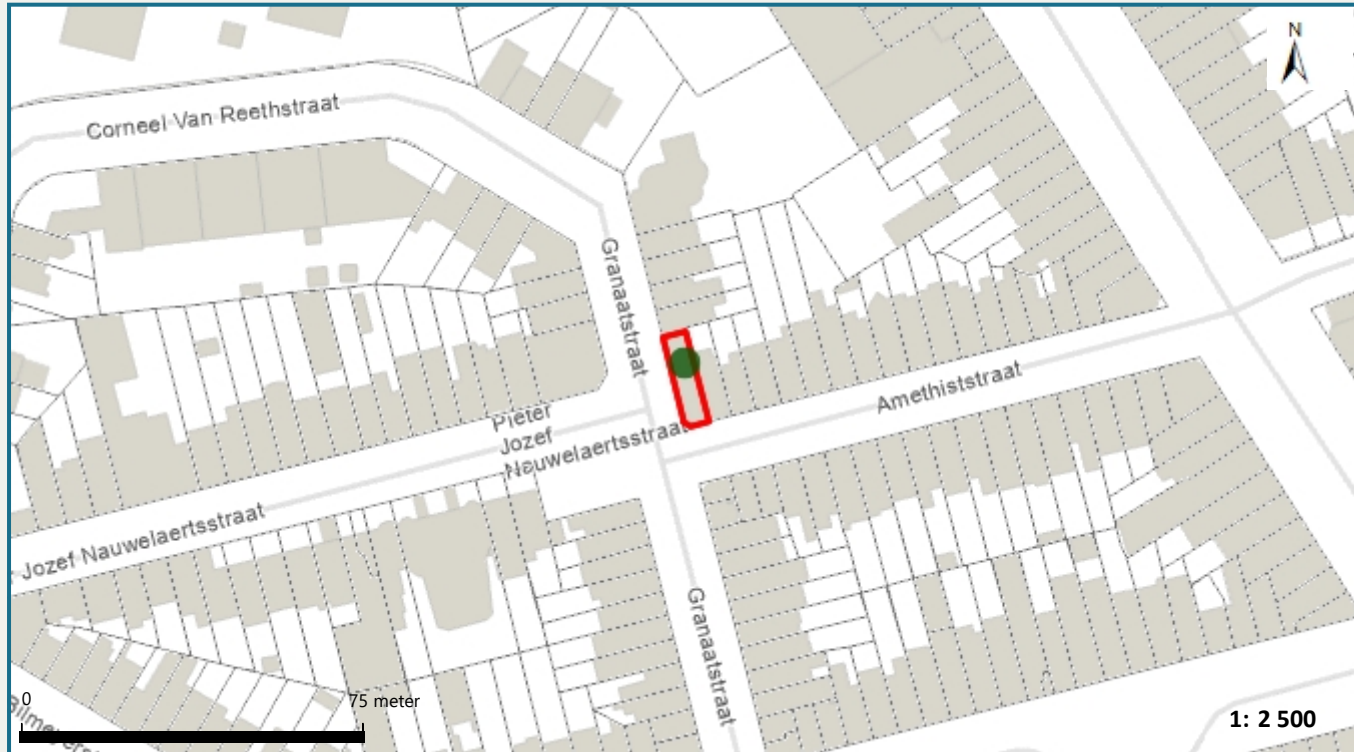 N
Corneel Van Reethstraat
Granaatstraat
Amethiststraat
Pieter
Jozef
Nauwelaertsstraat
Jozef Nauwelaertsstraat
Granaatstraat
0
75 meter
1: 2 500